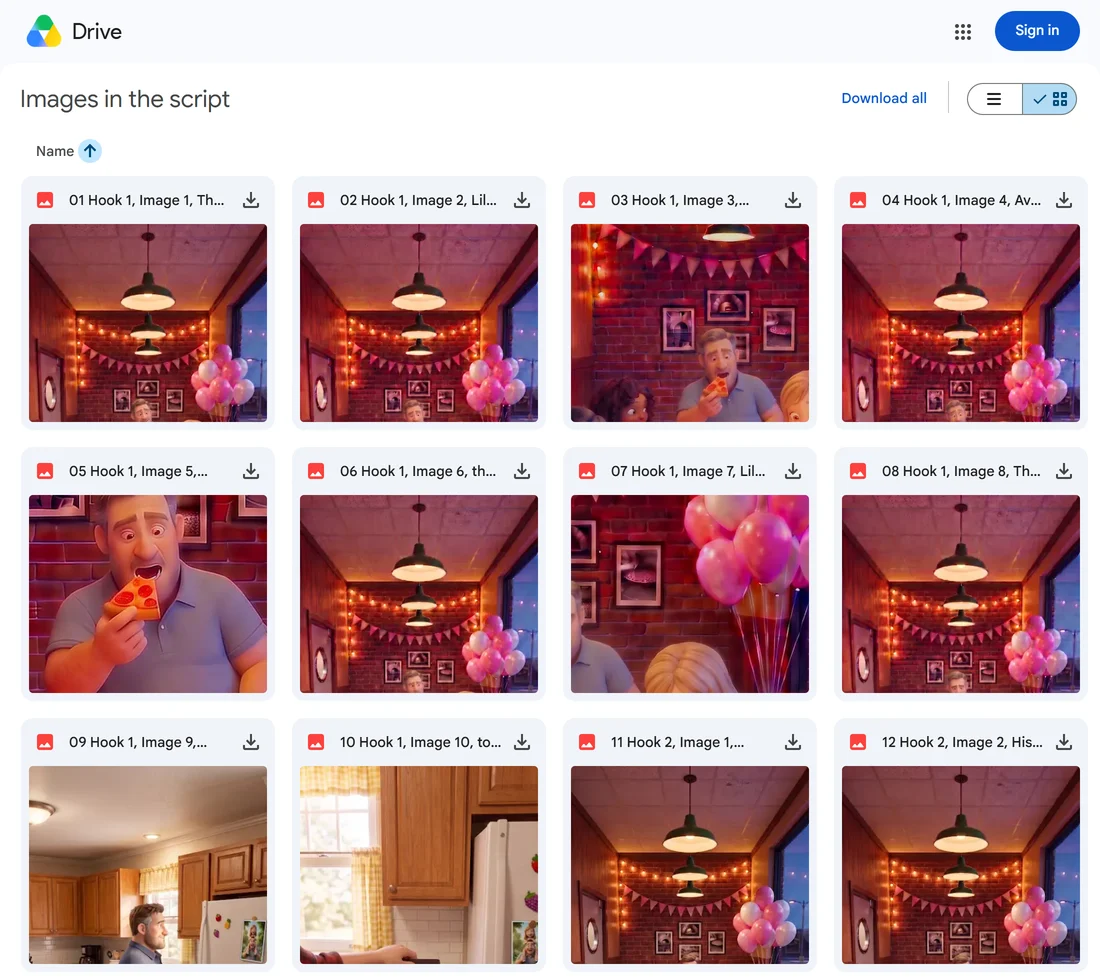 Drive
Sign in
Images in the script
Download all
Name
01 Hook 1, Image 1, Th...
02 Hook 1, Image 2, Lil...
03 Hook 1, Image 3,...
04 Hook 1, Image 4, Av...
05 Hook 1, Image 5,...
06 Hook 1, Image 6, th...
07 Hook 1, Image 7, Lil...
08 Hook 1, Image 8, Th...
09 Hook 1, Image 9,...
10 Hook 1, Image 10, to...
11 Hook 2, Image 1,...
12 Hook 2, Image 2, His...